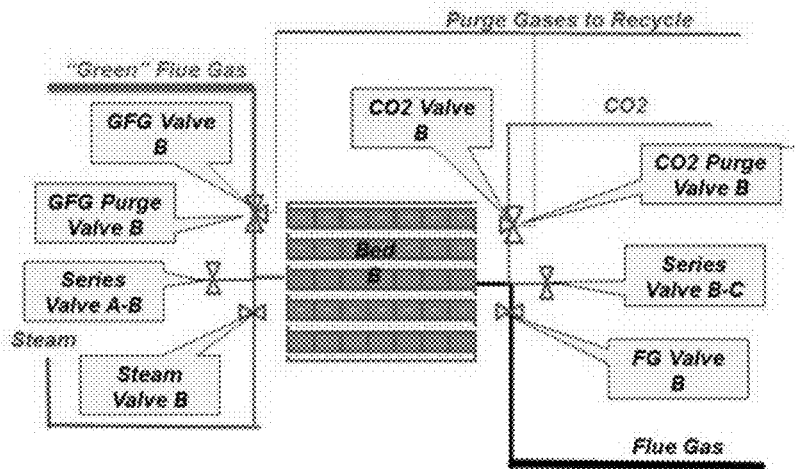 Purge Gases to Recycle
"Green" Flue Gas
GFG Valve
B
CO2 Valve
B
CO2
CO2 Purge
Valve B
GFG Purge
Valve B
Bed
B
Series
Valve A-B
Series
Valve B-C
Steam
Steam
Valve B
FG Valve
B
Flue Gas